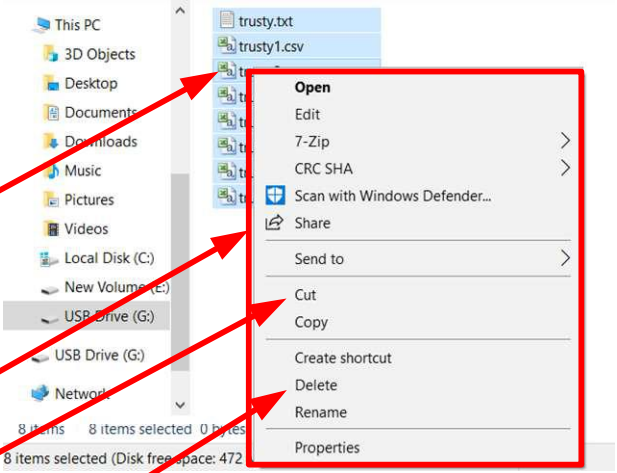 This PC
3D Objects
Desktop
Documents
Downloads
Music
Pictures
Videos
Local Disk (C:)
New Volume (E:)
USB Drive (G:)
USB Drive (G:)
Network
trusty.txt
trusty1.csv
Open
Edit
7-Zip
CRC SHA
Scan with Windows Defender...
Share
Send to
Cut
Copy
Create shortcut
Delete
Rename
Properties
8 items 8 items selected 0 bytes
8 items selected (Disk free space: 472